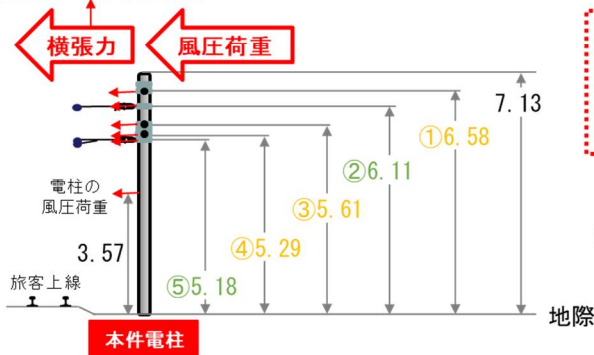 横張力
風圧荷重
7.13
①6.58
②6.11
③5.61
④5.29
⑤5.18
電柱の
風圧荷重
3.57
旅客上線
地際
本件電柱